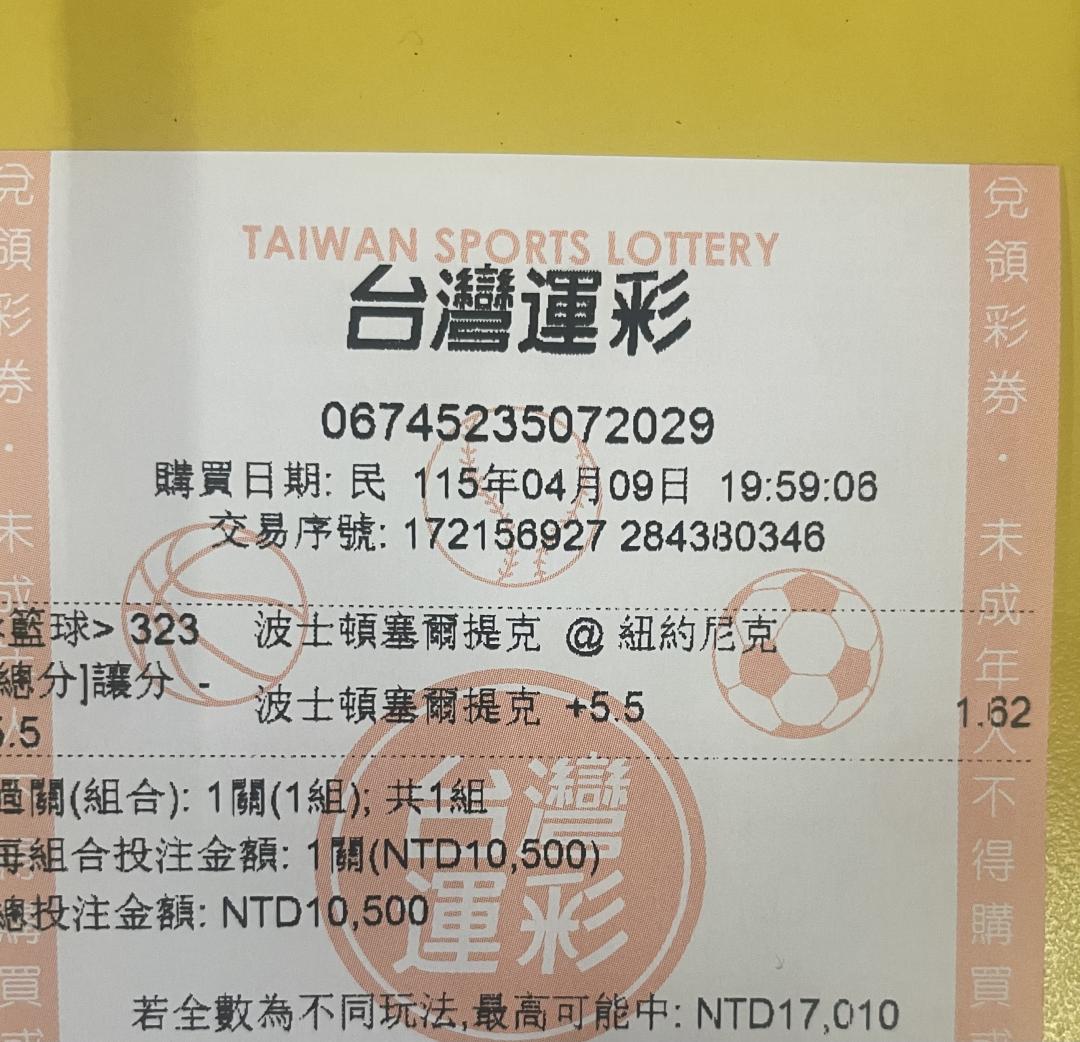 TAIWAN SPORTS LOTTERY
台灣運彩
06745235072029
購買日期: 民 115年04月09日 19:59:06
交易序號: 172156927 284380346
籃球> 323 波士頓塞爾提克 @ 紐約尼克
總分]讓分 -
波士頓塞爾提克 +5.5 1.62
5.5
過關(組合): 1關(1組); 共1組
每組合投注金額: 1關(NTD10,500)
總投注金額: NTD10,500
若全數為不同玩法,最高可能中: NTD17,010
台灣
運彩
兌領彩券・未成
兌領彩券・未成年人不得購買或